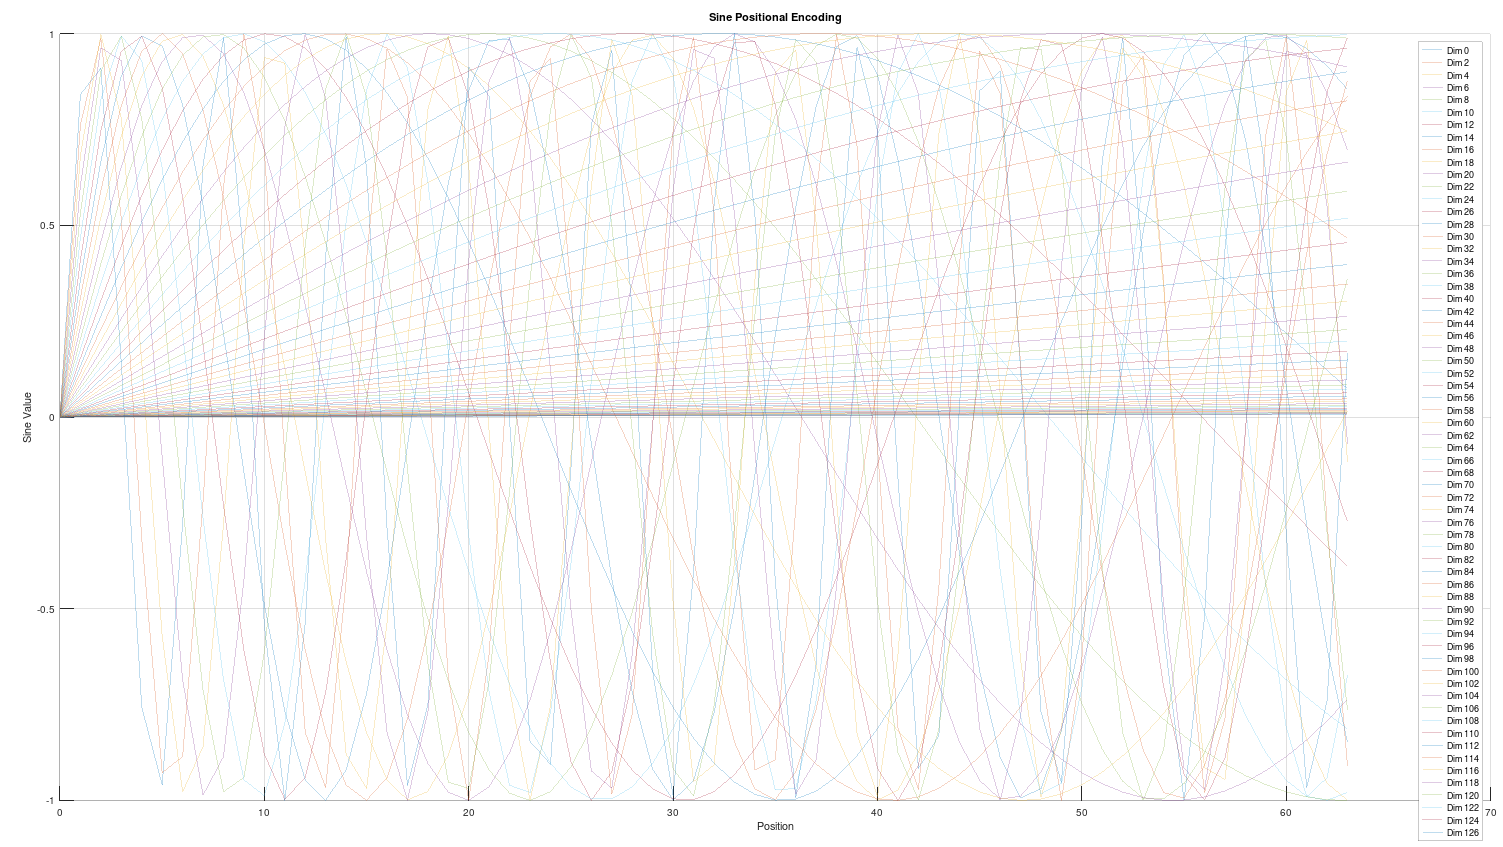 Sine Positional Encoding
1
0.5
0
-0.5
-1
Sine Value
0
10
20
30
40
50
60
70
Position
Dim 0
Dim 2
Dim 4
Dim 6
Dim 8
Dim 10
Dim 12
Dim 14
Dim 16
Dim 18
Dim 20
Dim 22
Dim 24
Dim 26
Dim 28
Dim 30
Dim 32
Dim 34
Dim 36
Dim 38
Dim 40
Dim 42
Dim 44
Dim 46
Dim 48
Dim 50
Dim 52
Dim 54
Dim 56
Dim 58
Dim 60
Dim 62
Dim 64
Dim 66
Dim 68
Dim 70
Dim 72
Dim 74
Dim 76
Dim 78
Dim 80
Dim 82
Dim 84
Dim 86
Dim 88
Dim 90
Dim 92
Dim 94
Dim 96
Dim 98
Dim 100
Dim 102
Dim 104
Dim 106
Dim 108
Dim 110
Dim 112
Dim 114
Dim 116
Dim 118
Dim 120
Dim 122
Dim 124
Dim 126